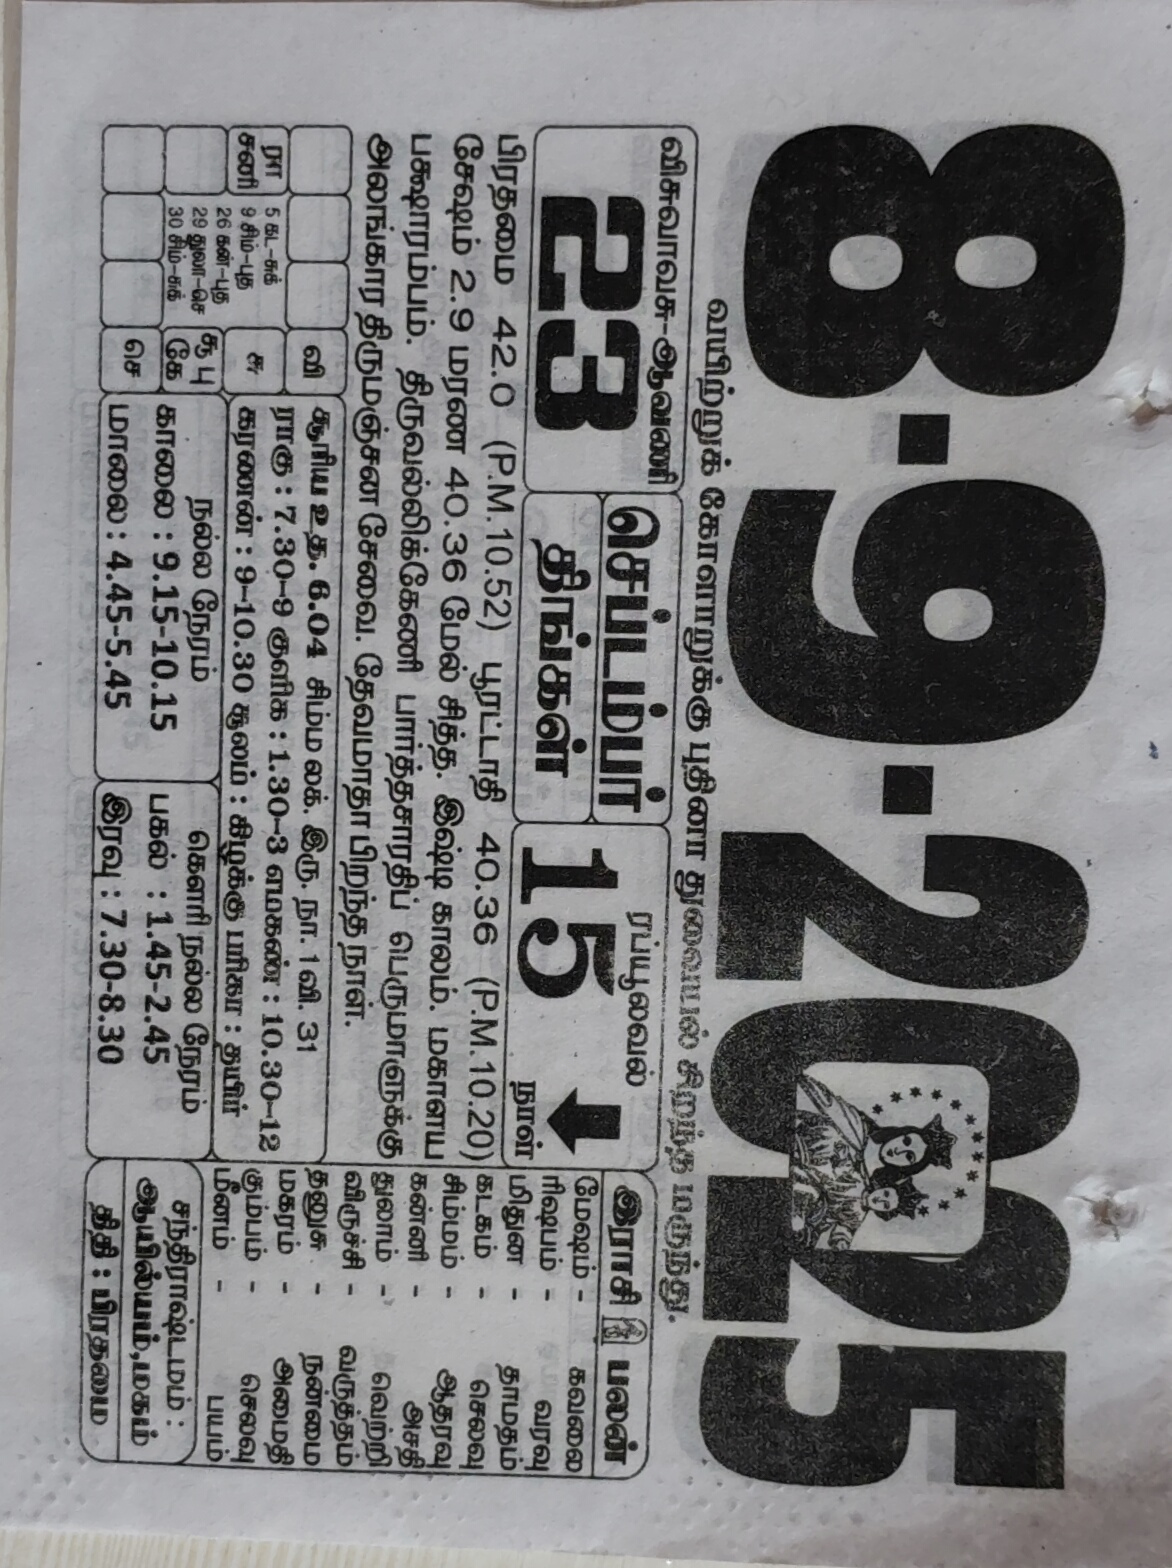 8.9.2025
வயிற்றுக் கோளாறுக்கு புதினா துவையல் சிறந்த மருந்து.
விசுவாவசு-ஆவணி
23
செப்டம்பர்
திங்கள்
ரப்யூலவல்
15
நாள்
பிரதமை 42.0 (P.M.10.52) பூரட்டாதி 40.36 (P.M.10.20)
சேஷம் 2.9 மரண 40.36 மேல் சித்த. இஷ்டி காலம். மகாளய
பக்ஷாரம்பம். திருவல்லிக்கேணி பார்த்தசாரதிப் பெருமாளுக்கு
அலங்கார திருமஞ்சன சேவை. தேவமாதா பிறந்த நாள்.
வி
ரா
சனி
சு
சூ பு
கே
செ
5 கட-சுக்
9 சிம்-புத
சூரிய உத. 6.04 சிம்ம லக். இரு. நா. 1 வி. 31
ராகு : 7.30-9 குளிகை : 1.30-3 எமகண் : 10.30-12
கரணன் : 9-10.30 சூலம் : கிழக்கு பரிகா : தயிர்
நல்ல நேரம்
காலை : 9.15-10.15
மாலை : 4.45-5.45
கௌரி நல்ல நேரம்
பகல் : 1.45-2.45
இரவு : 7.30-8.30
இராசி பலன்
மேஷம் - கவலை
ரிஷபம் - வரவு
மிதுன - தாமதம்
கடகம் - செலவு
சிம்மம் - ஆதரவு
கன்னி - அசதி
துலாம் - வெற்றி
விருச்சி - வருத்தம்
தனுசு - நன்மை
மகரம் - அமைதி
கும்பம் - செலவு
மீனம் - பயம்
சந்திராஷ்டமம் :
ஆயில்யம், மகம்
திதி : பிரதமை